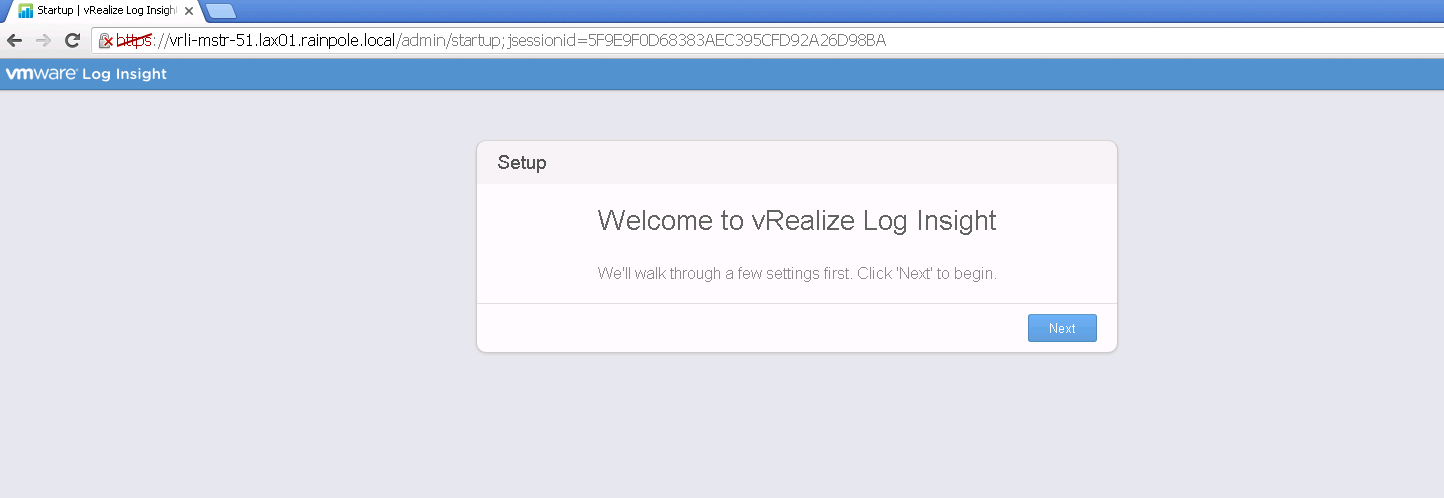 Startup | vRealize Log Insight
https://vrli-mstr-51.lax01.rainpole.local/admin/startup;jsessionid=5F9E9F0D68383AEC395CFD92A26D98BA
vmware Log Insight
Setup
Welcome to vRealize Log Insight
We'll walk through a few settings first. Click 'Next' to begin.
Next